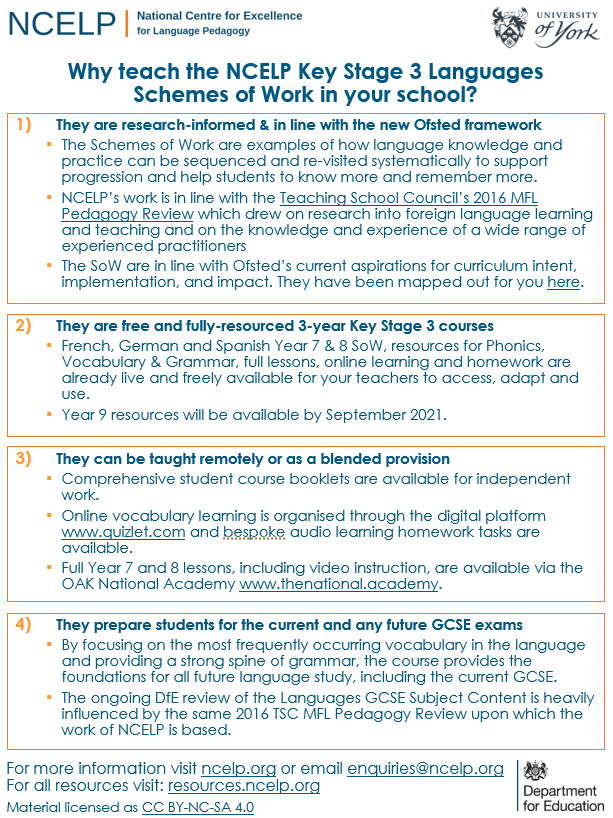 NCELP
National Centre for Excellence
for Language Pedagogy
UNIVERSITY
of York
Why teach the NCELP Key Stage 3 Languages
Schemes of Work in your school?
1) They are research-informed & in line with the new Ofsted framework
▪ The Schemes of Work are examples of how language knowledge and
practice can be sequenced and re-visited systematically to support
progression and help students to know more and remember more.
▪ NCELP's work is in line with the Teaching School Council's 2016 MFL
Pedagogy Review which drew on research into foreign language learning
and teaching and on the knowledge and experience of a wide range of
experienced practitioners
▪ The SoW are in line with Ofsted's current aspirations for curriculum intent,
implementation, and impact. They have been mapped out for you here.
2) They are free and fully-resourced 3-year Key Stage 3 courses
▪ French, German and Spanish Year 7 & 8 SoW, resources for Phonics,
Vocabulary & Grammar, full lessons, online learning and homework are
already live and freely available for your teachers to access, adapt and
use.
▪ Year 9 resources will be available by September 2021.
3) They can be taught remotely or as a blended provision
▪ Comprehensive student course booklets are available for independent
work.
▪ Online vocabulary learning is organised through the digital platform
www.quizlet.com and bespoke audio learning homework tasks are
available.
▪ Full Year 7 and 8 lessons, including video instruction, are available via the
OAK National Academy www.thenational.academy.
4) They prepare students for the current and any future GCSE exams
▪ By focusing on the most frequently occurring vocabulary in the language
and providing a strong spine of grammar, the course provides the
foundations for all future language study, including the current GCSE.
▪ The ongoing DfE review of the Languages GCSE Subject Content is heavily
influenced by the same 2016 TSC MFL Pedagogy Review upon which the
work of NCELP is based.
For more information visit ncelp.org or email enquiries@ncelp.org
For all resources visit: resources.ncelp.org
Material licensed as CC BY-NC-SA 4.0
Department
for Education